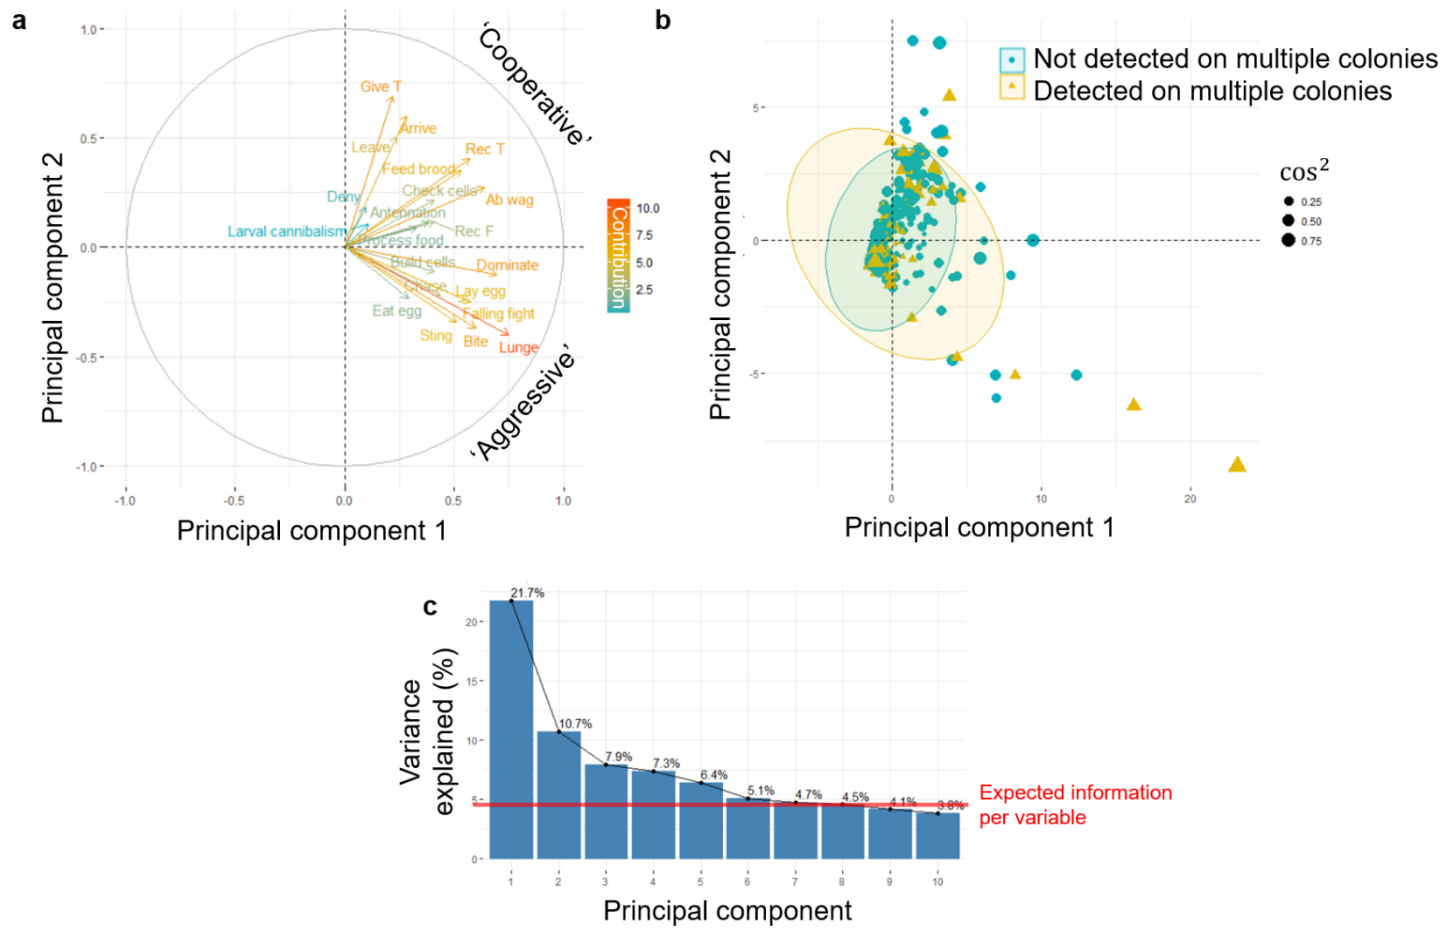 a
1.0
0.5
0.0
-0.5
-1.0
Principal component 2
-1.0
-0.5
0.0
0.5
1.0
Principal component 1
'Cooperative'
'Aggressive'
Give T
Arrive
Leave
Rec T
Feed brood
Check cells
Deny
Ab wag
Antennation
Larval cannibalism
Rec F
Process food
Build cells
Dominate
Chase
Lay egg
Eat egg
Falling fight
Sting
Bite
Lunge
Contribution
10.0
7.5
5.0
2.5
b
5
0
-5
Principal component 2
0
10
20
Principal component 1
Not detected on multiple colonies
Detected on multiple colonies
cos²
0.25
0.50
0.75
c
Variance
explained (%)
20
15
10
5
0
21.7%
10.7%
7.9%
7.3%
6.4%
5.1%
4.7%
4.5%
4.1%
3.8%
Expected information
per variable
1
2
3
4
5
6
7
8
9
10
Principal component